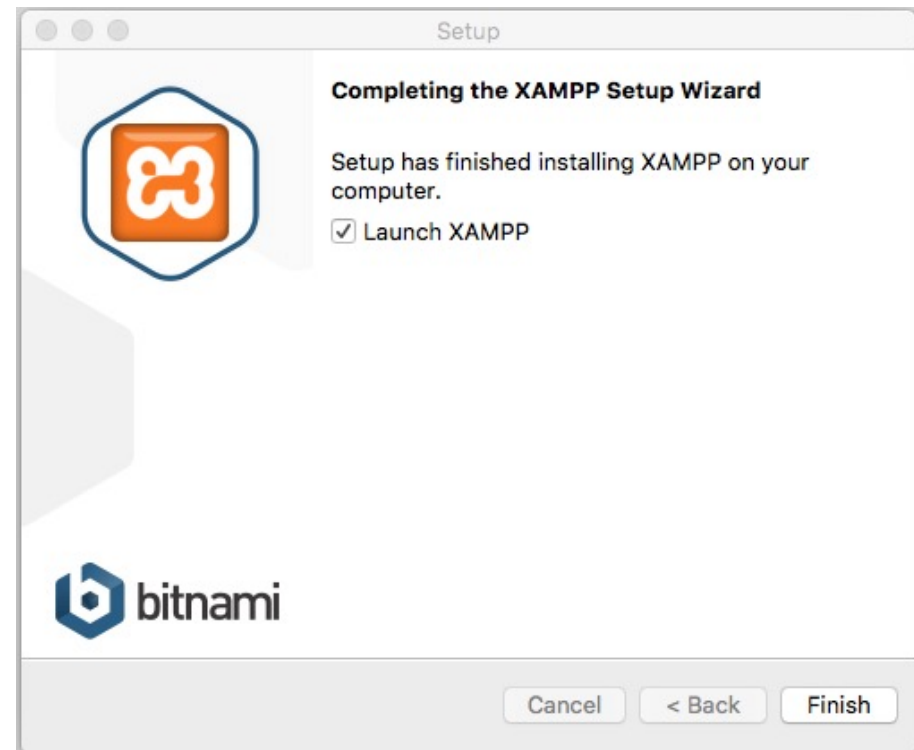 Setup
Completing the XAMPP Setup Wizard
Setup has finished installing XAMPP on your
computer.
Launch XAMPP
bitnami
Cancel
< Back
Finish